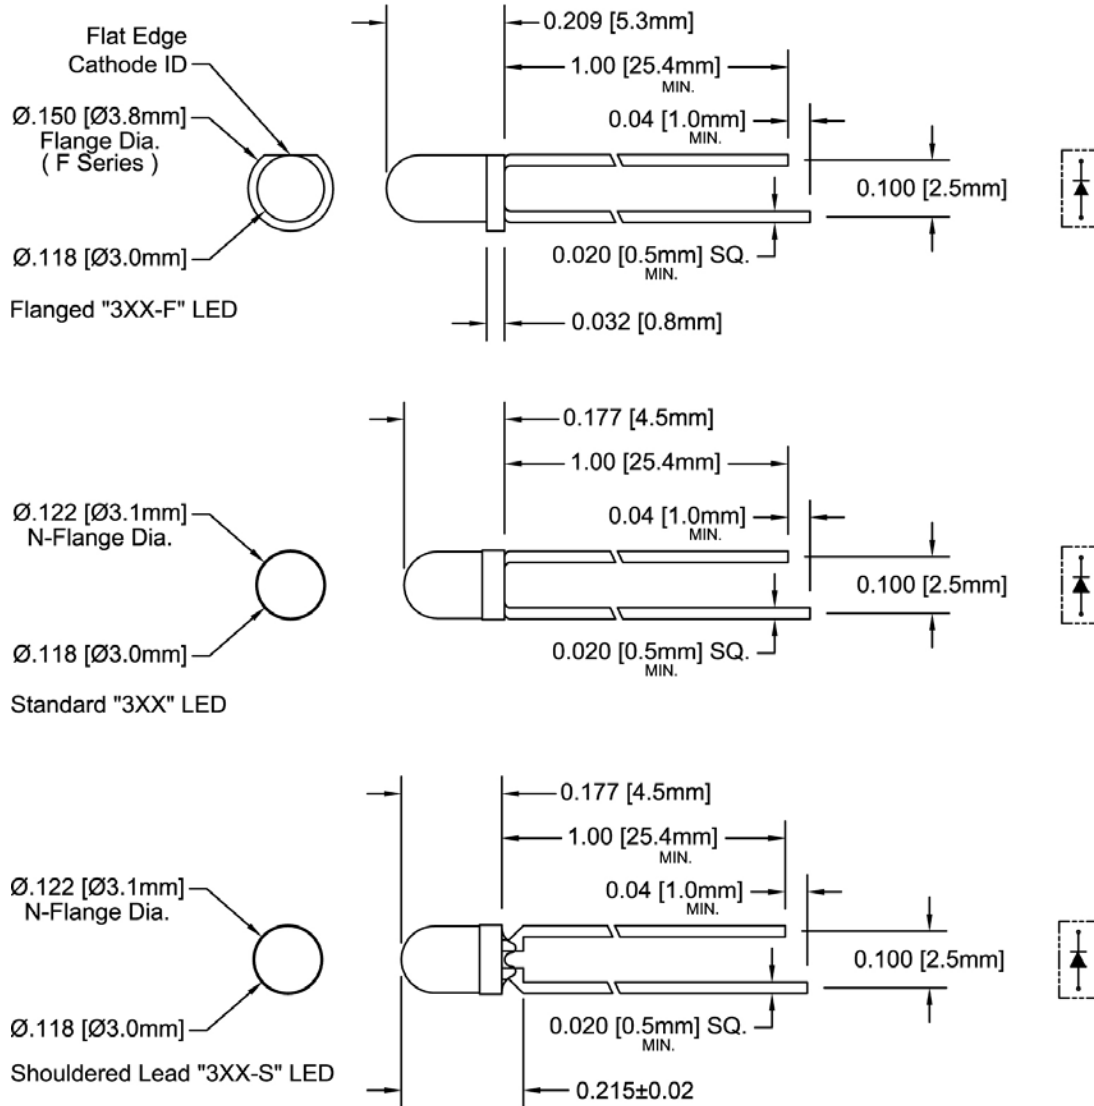 0.209 [5.3mm]
Flat Edge
Cathode ID
1.00 [25.4mm]
MIN.
Ø.150 [Ø3.8mm]
Flange Dia.
( F Series )
0.04 [1.0mm]
MIN.
0.100 [2.5mm]
Ø.118 [Ø3.0mm]
0.020 [0.5mm] SQ.
MIN.
Flanged "3XX-F" LED
0.032 [0.8mm]
0.177 [4.5mm]
1.00 [25.4mm]
Ø.122 [Ø3.1mm]
N-Flange Dia.
0.04 [1.0mm]
MIN.
0.100 [2.5mm]
Ø.118 [Ø3.0mm]
0.020 [0.5mm] SQ.
MIN.
Standard "3XX" LED
0.177 [4.5mm]
1.00 [25.4mm]
MIN.
Ø.122 [Ø3.1mm]
N-Flange Dia.
0.04 [1.0mm]
MIN.
0.100 [2.5mm]
Ø.118 [Ø3.0mm]
0.020 [0.5mm] SQ.
MIN.
Shouldered Lead "3XX-S" LED
0.215±0.02